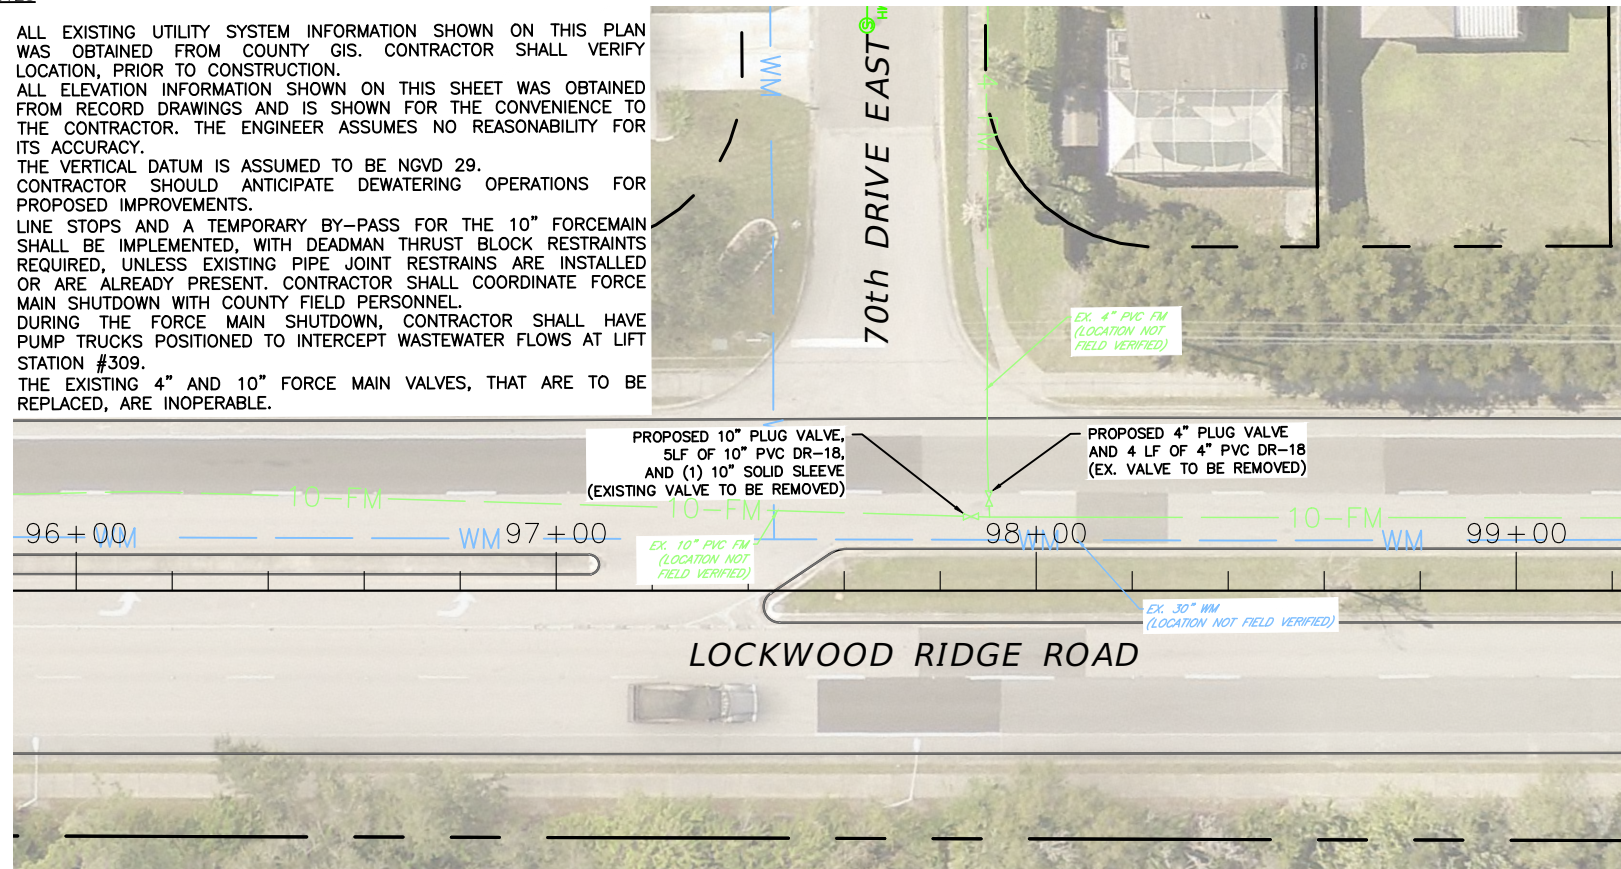 ALL EXISTING UTILITY SYSTEM INFORMATION SHOWN ON THIS PLAN
WAS OBTAINED FROM COUNTY GIS. CONTRACTOR SHALL VERIFY
LOCATION, PRIOR TO CONSTRUCTION.
ALL ELEVATION INFORMATION SHOWN ON THIS SHEET WAS OBTAINED
FROM RECORD DRAWINGS AND IS SHOWN FOR THE CONVENIENCE TO
THE CONTRACTOR. THE ENGINEER ASSUMES NO REASONABILITY FOR
ITS ACCURACY.
THE VERTICAL DATUM IS ASSUMED TO BE NGVD 29.
CONTRACTOR SHOULD ANTICIPATE DEWATERING OPERATIONS FOR
PROPOSED IMPROVEMENTS.
LINE STOPS AND A TEMPORARY BY-PASS FOR THE 10" FORCEMAIN
SHALL BE IMPLEMENTED, WITH DEADMAN THRUST BLOCK RESTRAINTS
REQUIRED, UNLESS EXISTING PIPE JOINT RESTRAINS ARE INSTALLED
OR ARE ALREADY PRESENT. CONTRACTOR SHALL COORDINATE FORCE
MAIN SHUTDOWN WITH COUNTY FIELD PERSONNEL.
DURING THE FORCE MAIN SHUTDOWN, CONTRACTOR SHALL HAVE
PUMP TRUCKS POSITIONED TO INTERCEPT WASTEWATER FLOWS AT LIFT
STATION #309.
THE EXISTING 4" AND 10" FORCE MAIN VALVES, THAT ARE TO BE
REPLACED, ARE INOPERABLE.
WM
S
70th DRIVE EAST
EX. 4" PVC FM
(LOCATION NOT
FIELD VERIFIED)
PROPOSED 10" PLUG VALVE,
5LF OF 10" PVC DR-18,
AND (1) 10" SOLID SLEEVE
(EXISTING VALVE TO BE REMOVED)
PROPOSED 4" PLUG VALVE
AND 4 LF OF 4" PVC DR-18
(EX. VALVE TO BE REMOVED)
10-FM
10-FM
10-FM
96+00
WM
WM
97+00
98+00
WM
WM
99+00
EX. 10" PVC FM
(LOCATION NOT
FIELD VERIFIED)
EX. 30" WM
(LOCATION NOT FIELD VERIFIED)
LOCKWOOD RIDGE ROAD